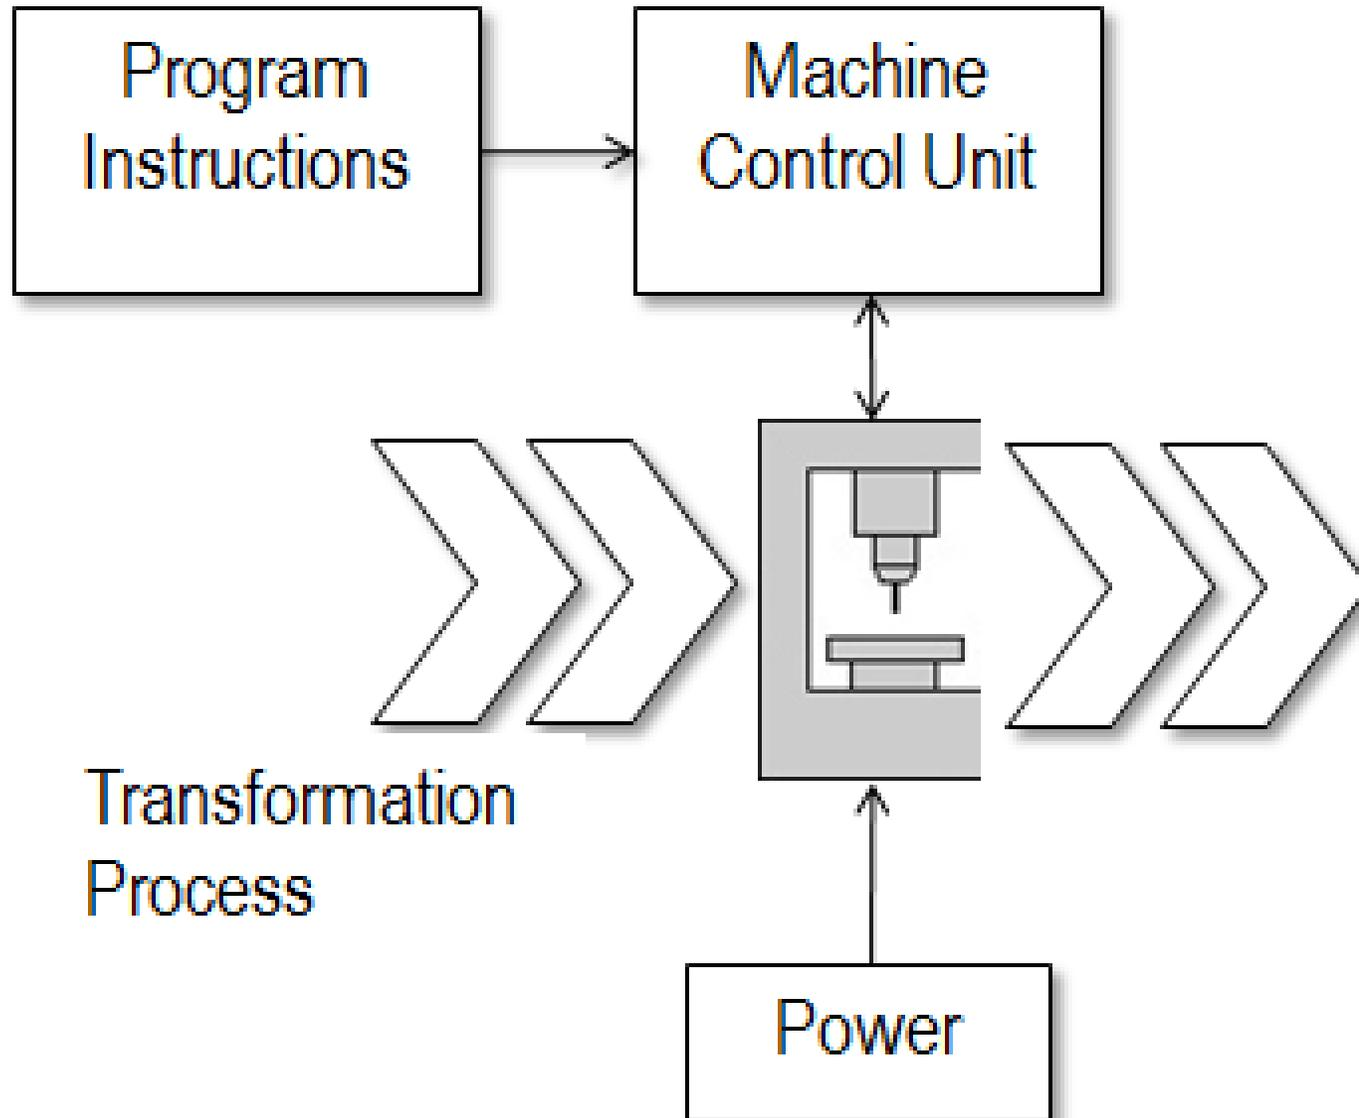 Program
Instructions
Machine
Control Unit
Transformation
Process
Power